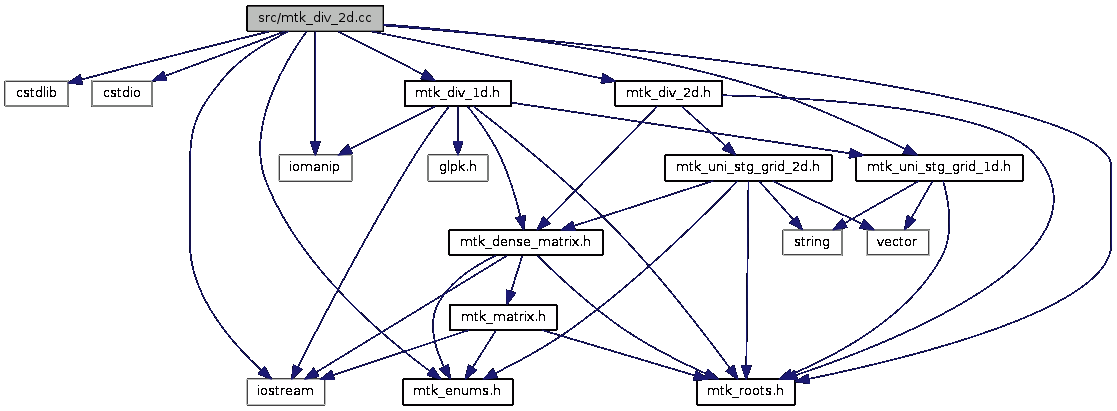 src/mtk_div_2d.cc
cstdlib
cstdio
mtk_div_1d.h
mtk_div_2d.h
iomanip
glpk.h
mtk_uni_stg_grid_2d.h
mtk_uni_stg_grid_1d.h
mtk_dense_matrix.h
string
vector
mtk_matrix.h
iostream
mtk_enums.h
mtk_roots.h